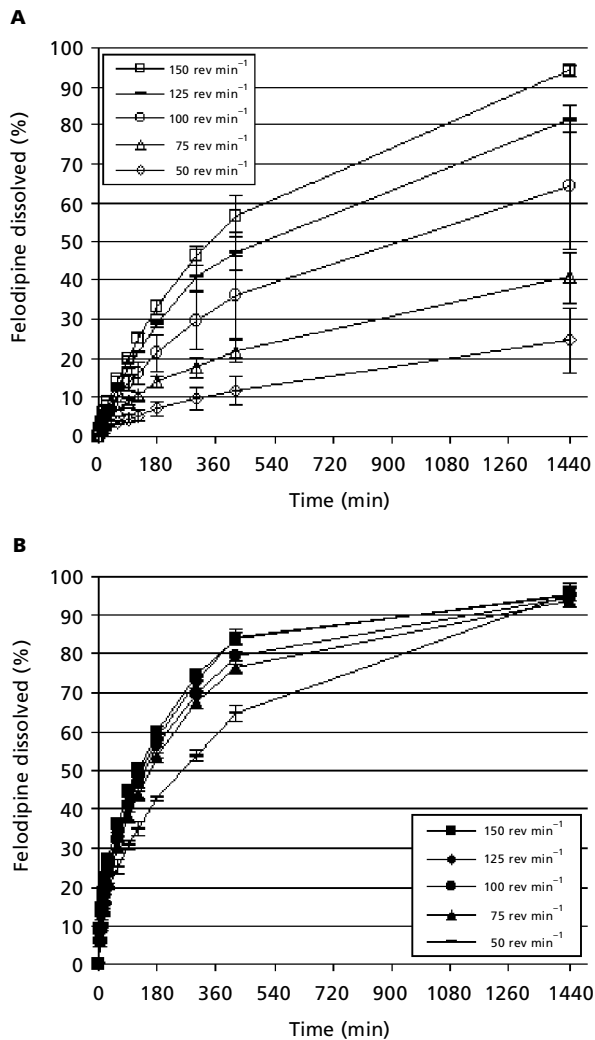 A
100
90
80
70
60
50
40
30
20
10
0
Felodipine dissolved (%)
150 rev min⁻¹
125 rev min⁻¹
100 rev min⁻¹
75 rev min⁻¹
50 rev min⁻¹
0 180 360 540 720 900 1080 1260 1440
Time (min)
B
100
90
80
70
60
50
40
30
20
10
0
Felodipine dissolved (%)
150 rev min⁻¹
125 rev min⁻¹
100 rev min⁻¹
75 rev min⁻¹
50 rev min⁻¹
0 180 360 540 720 900 1080 1260 1440
Time (min)